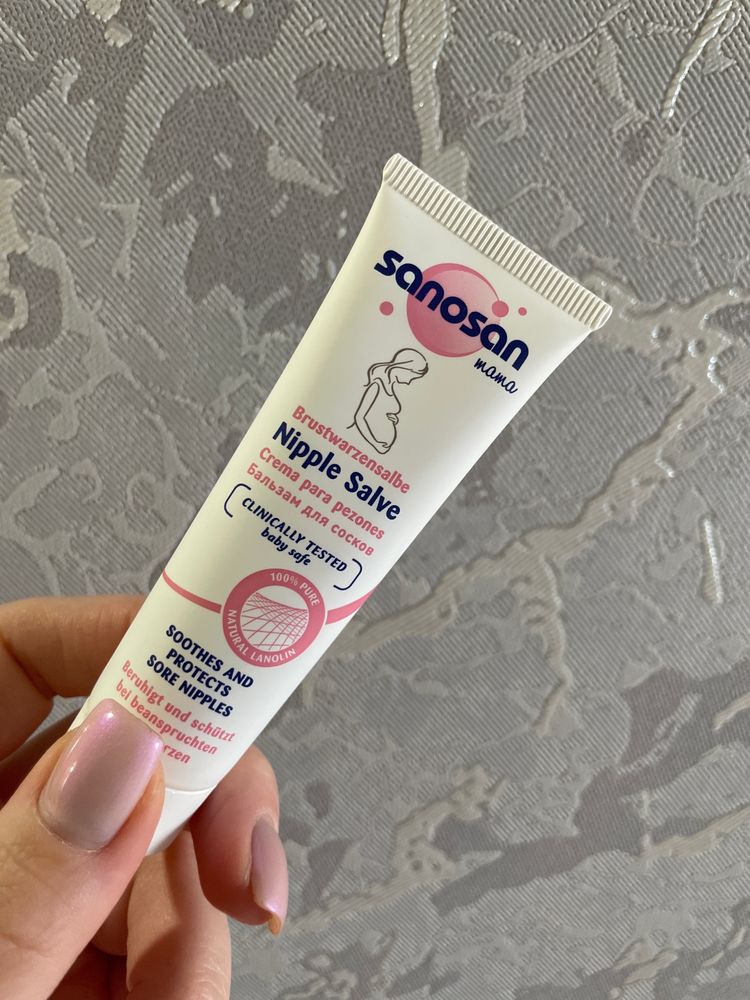 sanosan
mama
Brustwarzensalbe
Nipple Salve
Crema para pezones
Бальзам для сосков
CLINICALLY TESTED
baby safe
100% PURE
NATURAL LANOLIN
SOOTHES AND
PROTECTS
SORE NIPPLES
Beruhigt und schützt
bei beanspruchten